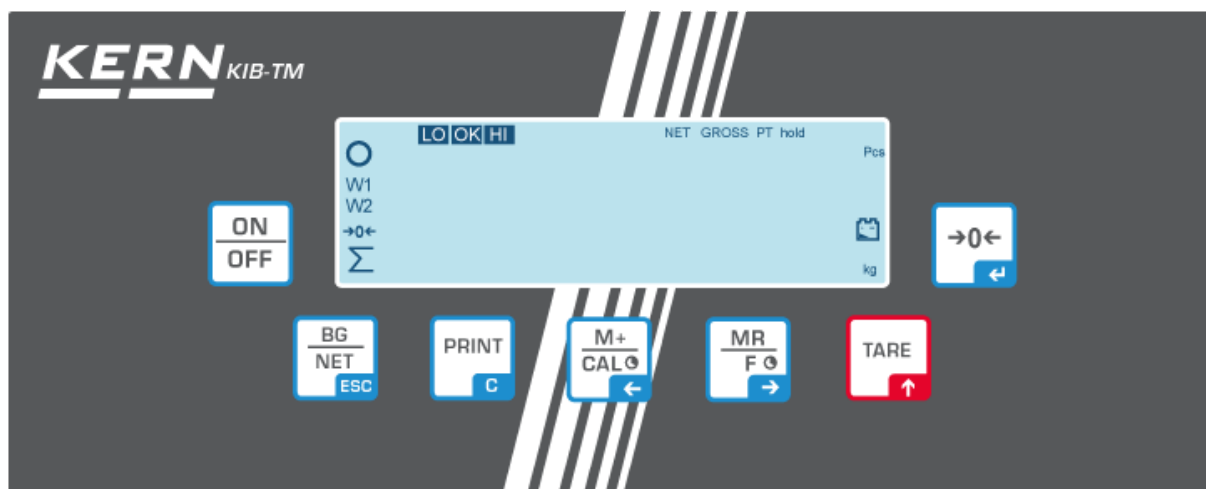 KERN KIB-TM
LO OK HI
NET GROSS PT hold
Pcs
W1
W2
→0←
Σ
kg
ON
OFF
→0←
BG
NET
ESC
PRINT
C
M+
CAL
←
MR
F
→
TARE
↑